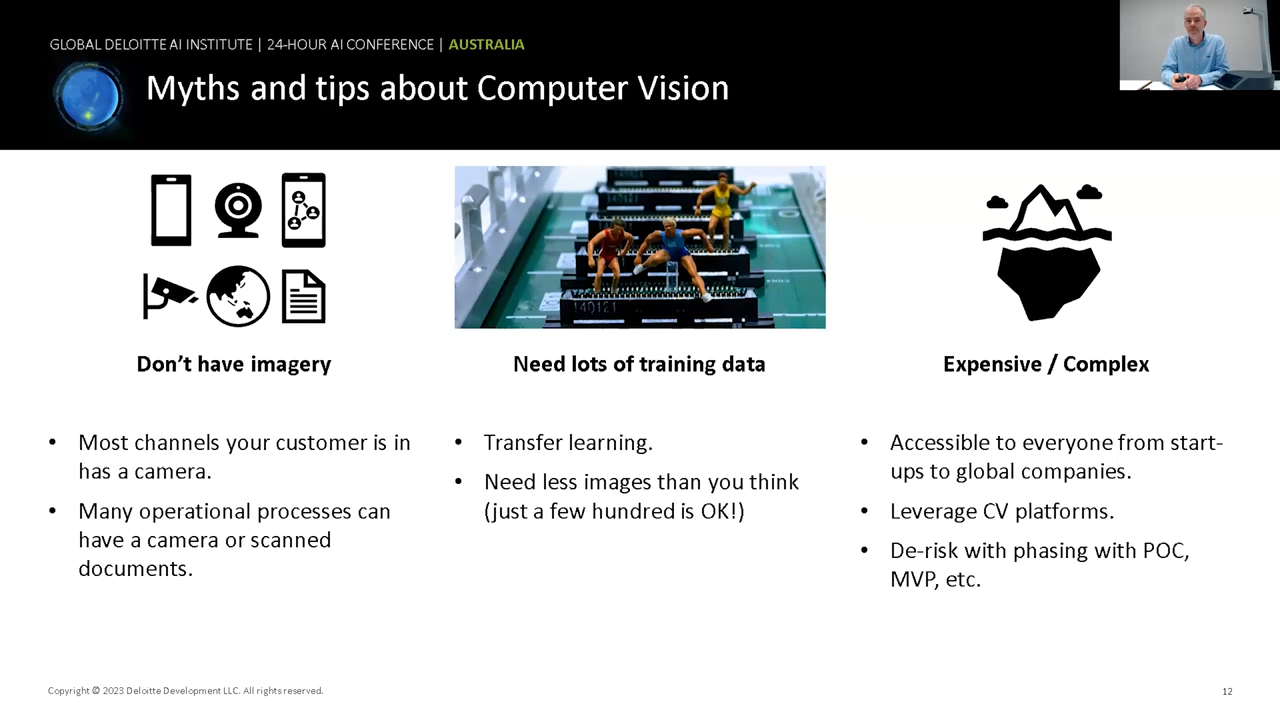 GLOBAL DELOITTE AI INSTITUTE | 24-HOUR AI CONFERENCE | AUSTRALIA
Myths and tips about Computer Vision
140121
Don't have imagery
Need lots of training data
Expensive / Complex
• Most channels your customer is in
has a camera.
• Many operational processes can
have a camera or scanned
documents.
• Transfer learning.
• Need less images than you think
(just a few hundred is OK!)
• Accessible to everyone from start-
ups to global companies.
• Leverage CV platforms.
• De-risk with phasing with POC,
MVP, etc.
Copyright © 2023 Deloitte Development LLC. All rights reserved.
12